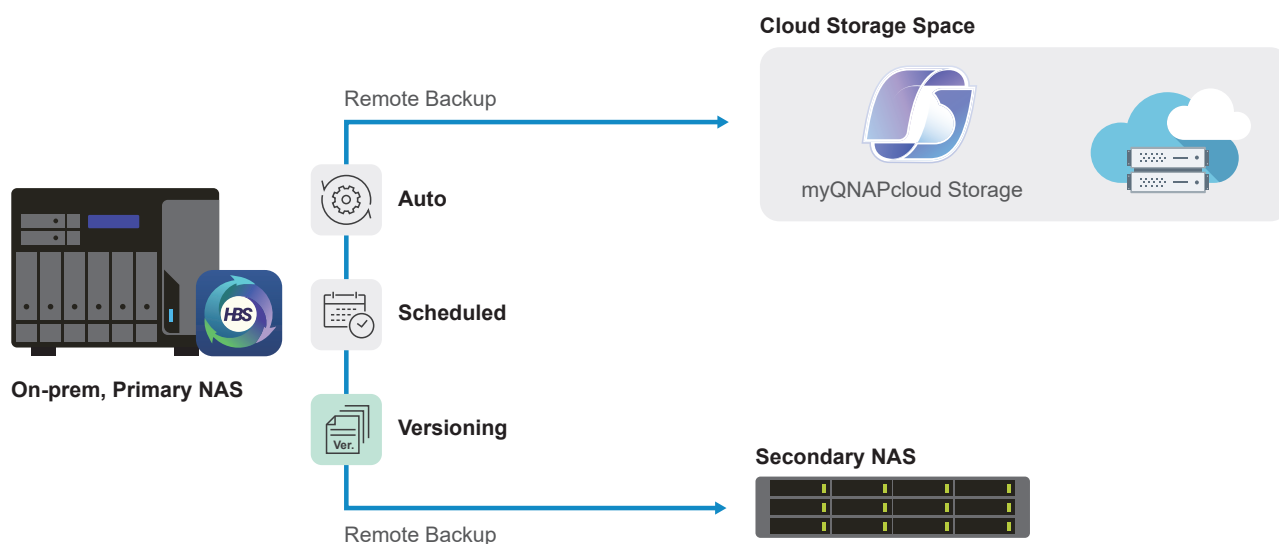 Cloud Storage Space
Remote Backup
myQNAPcloud Storage
Auto
HBS
Scheduled
On-prem, Primary NAS
Versioning
Ver.
Secondary NAS
Remote Backup